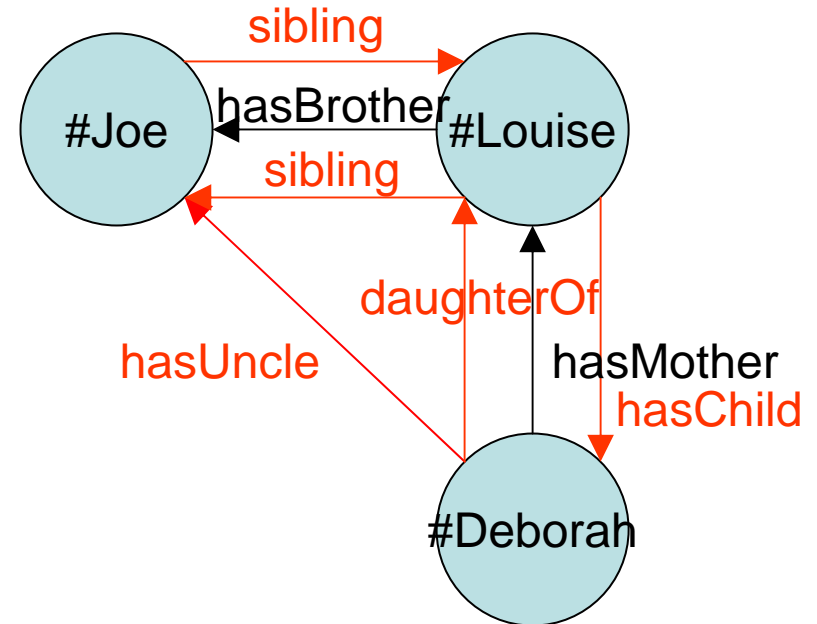 sibling
#Joe
hasBrother
#Louise
sibling
daughterOf
hasUncle
hasMother
hasChild
#Deborah